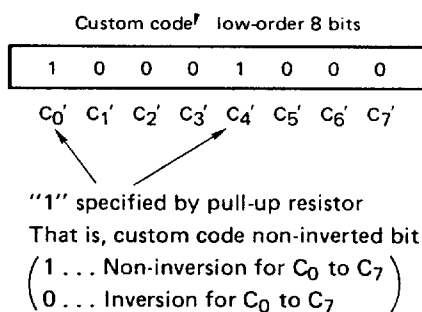 Custom code' low-order 8 bits
1 0 0 0 1 0 0 0
C₀' C₁' C₂' C₃' C₄' C₅' C₆' C₇'
"1" specified by pull-up resistor
That is, custom code non-inverted bit
(1 ... Non-inversion for C₀ to C₇
0 ... Inversion for C₀ to C₇)